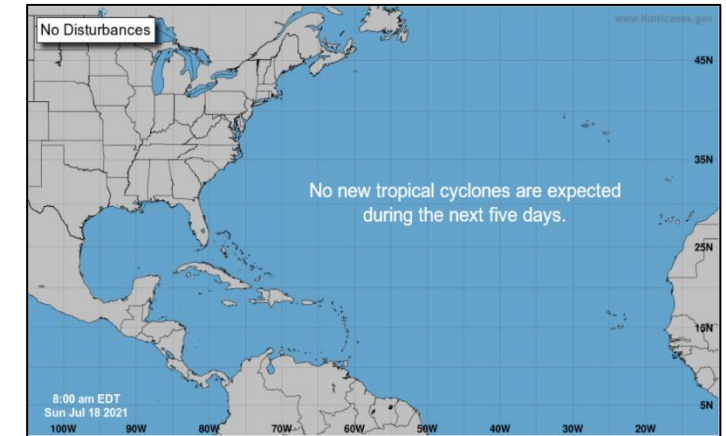 No Disturbances
www.hurricanes.gov
45N
35N
No new tropical cyclones are expected
during the next five days.
25N
15N
8:00 am EDT
Sun Jul 18 2021
5N
100W 90W 80W 70W 60W 50W 40W 30W 20W